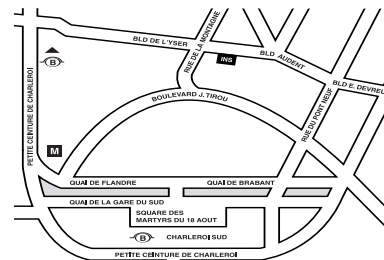 BLD DE L'YSER
RUE DE LA MONTAGNE
BLD AUDENT
INS
BLD E. DEVREU
B
PETITE CEINTURE DE CHARLEROI
BOULEVARD J. TIROU
RUE DU PONT NEUF
M
QUAI DE FLANDRE
QUAI DE BRABANT
QUAI DE LA GARE DU SUD
SQUARE DES
MARTYRS DU 18 AOUT
B
CHARLEROI SUD
PETITE CEINTURE DE CHARLEROI